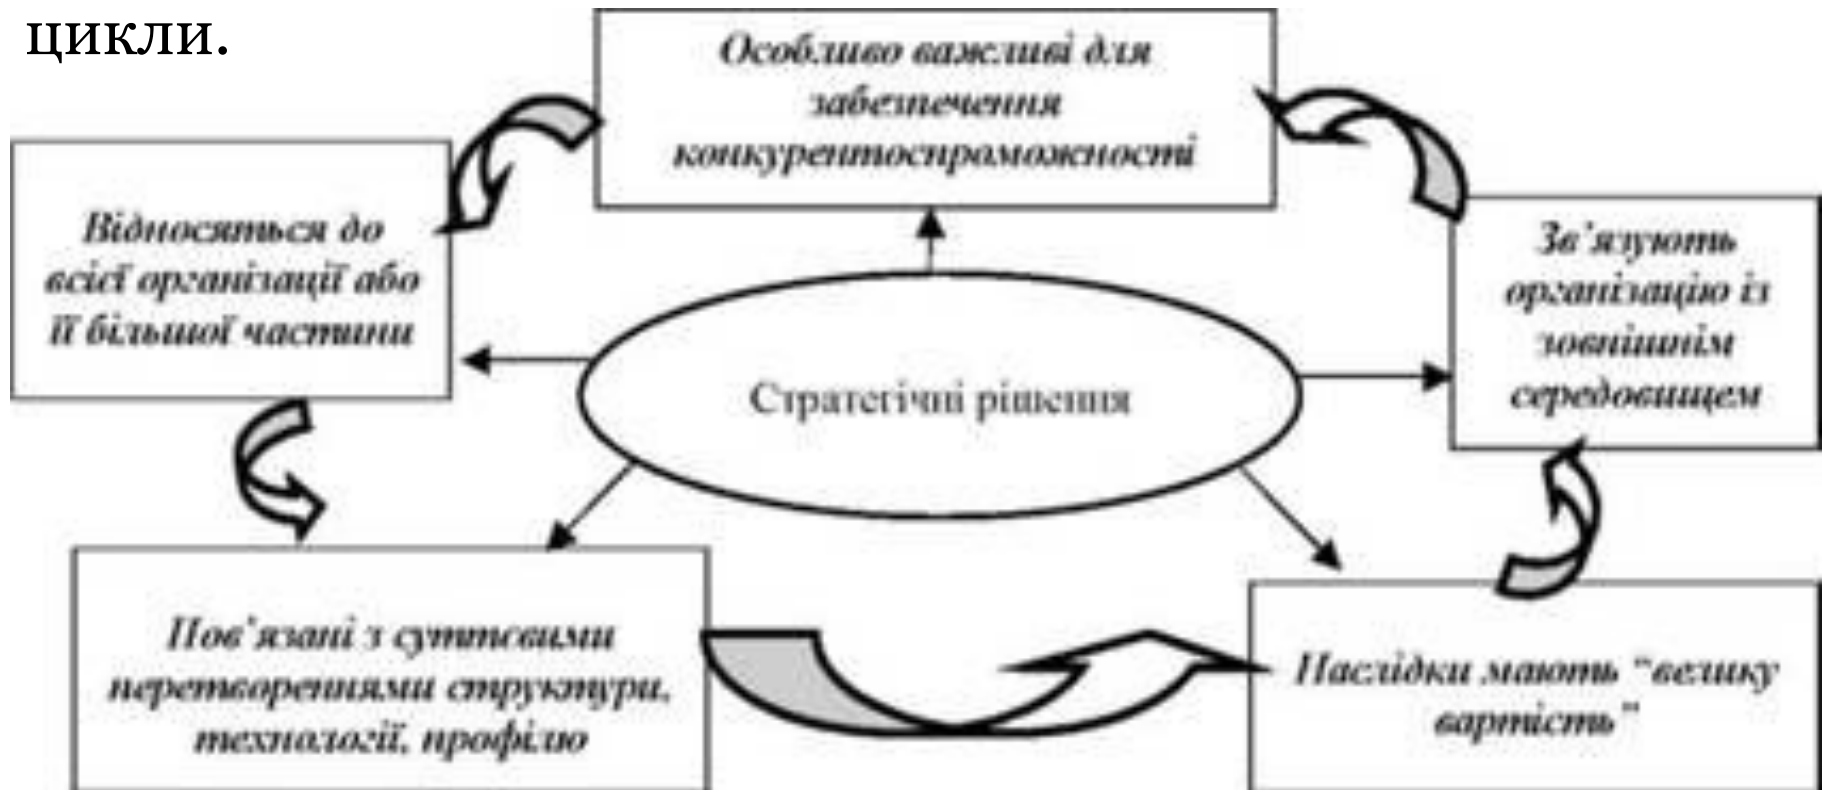 цикли.
Особливо важливі для
забезпечення
конкурентоспроможності
Відносяться до
всієї організації або
її більшої частини
Зв’язують
організацію із
зовнішнім
середовищем
Стратегічні рішення
Пов’язані з суттєвими
перетвореннями структури,
технології, профілю
Наслідки мають “велику
вартість”